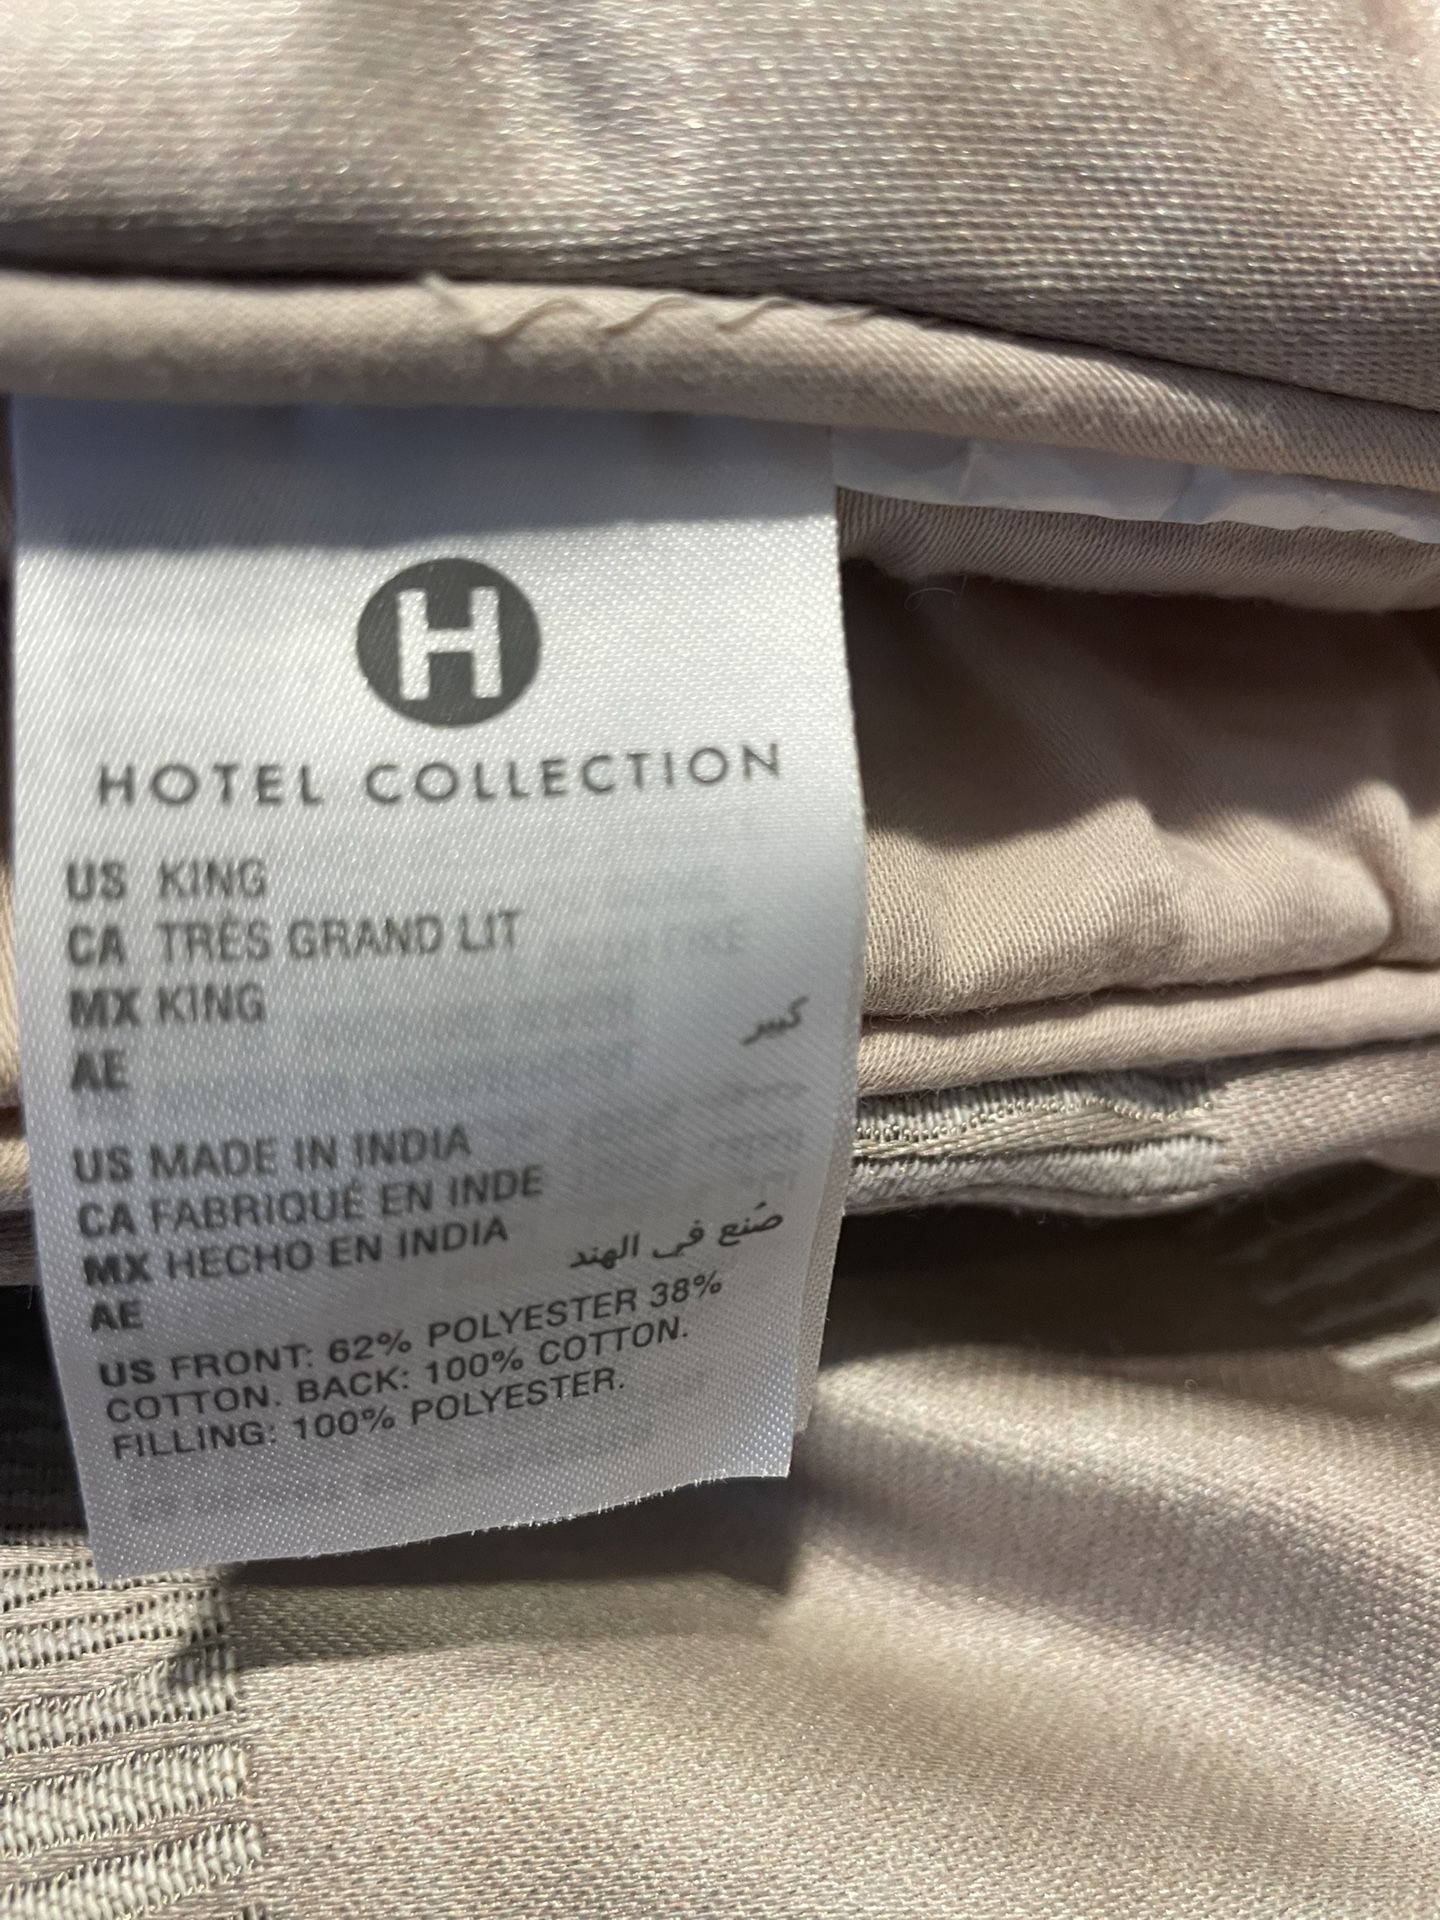 H
HOTEL COLLECTION
US KING
CA TRÈS GRAND LIT
MX KING
AE كبير
US MADE IN INDIA
CA FABRIQUÉ EN INDE
MX HECHO EN INDIA
AE صُنع في الهند
US FRONT: 62% POLYESTER 38%
COTTON. BACK: 100% COTTON.
FILLING: 100% POLYESTER.